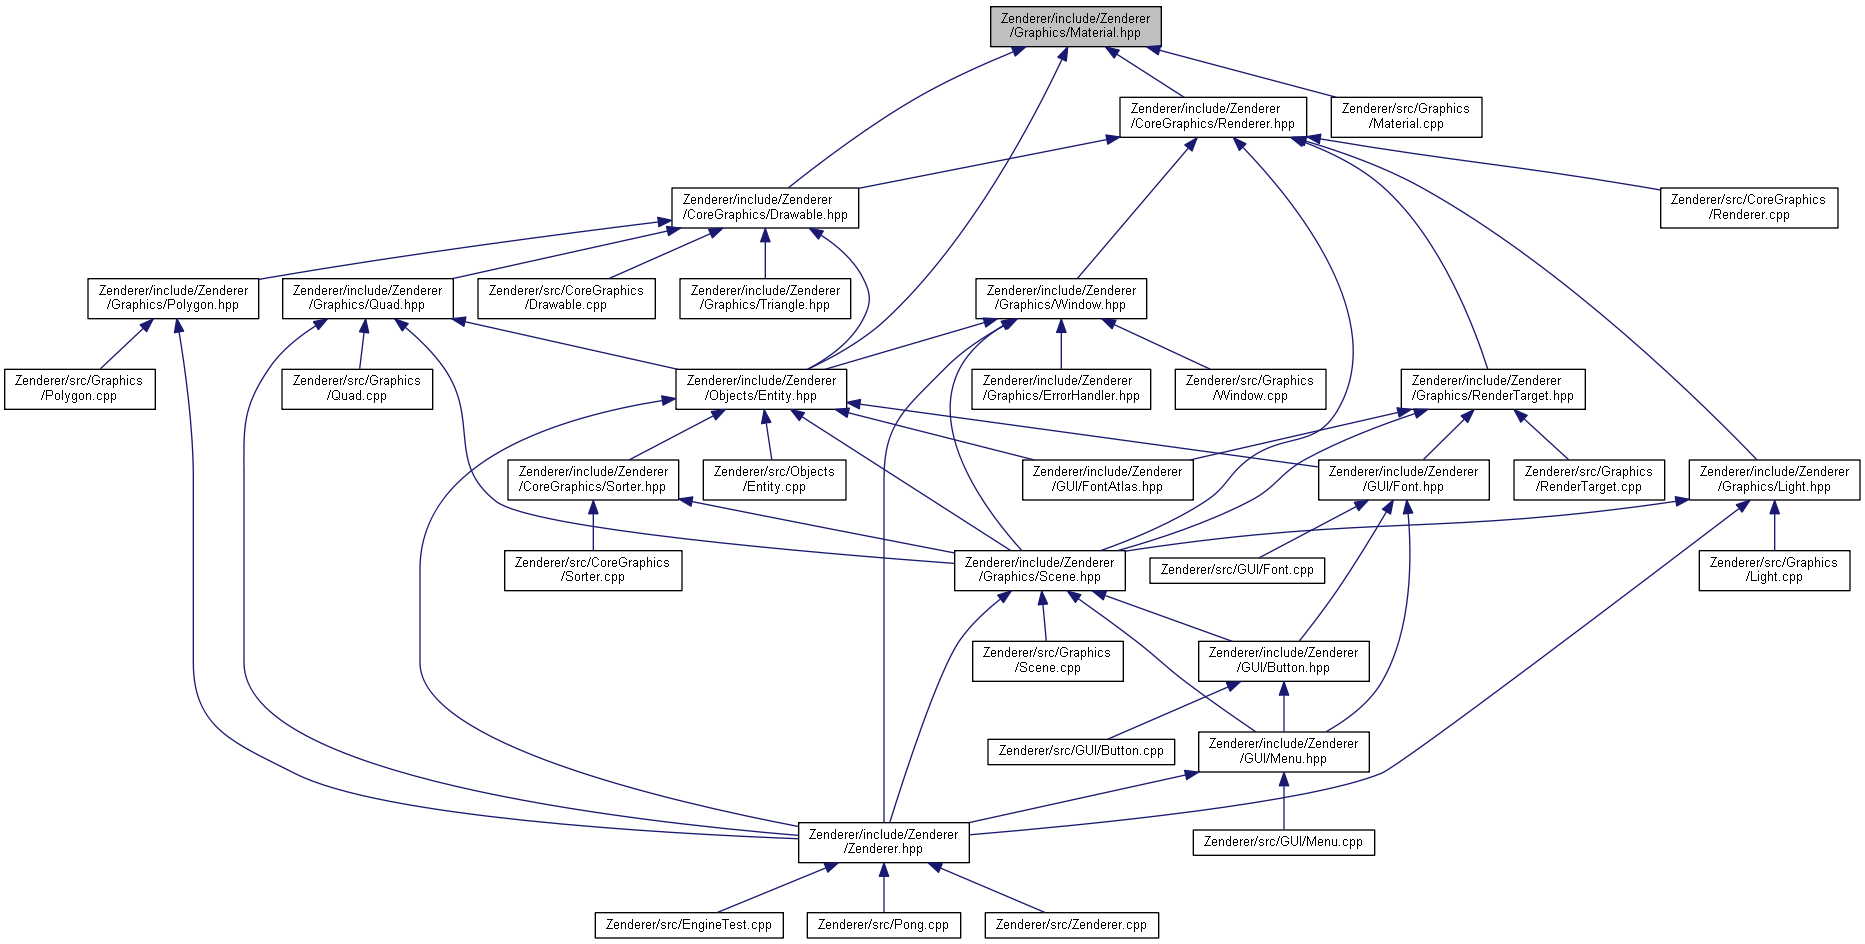 Zenderer/include/Zenderer
/Graphics/Material.hpp
Zenderer/include/Zenderer
/CoreGraphics/Renderer.hpp
Zenderer/src/Graphics
/Material.cpp
Zenderer/include/Zenderer
/CoreGraphics/Drawable.hpp
Zenderer/src/CoreGraphics
/Renderer.cpp
Zenderer/include/Zenderer
/Graphics/Polygon.hpp
Zenderer/include/Zenderer
/Graphics/Quad.hpp
Zenderer/src/CoreGraphics
/Drawable.cpp
Zenderer/include/Zenderer
/Graphics/Triangle.hpp
Zenderer/include/Zenderer
/Graphics/Window.hpp
Zenderer/src/Graphics
/Polygon.cpp
Zenderer/src/Graphics
/Quad.cpp
Zenderer/include/Zenderer
/Objects/Entity.hpp
Zenderer/include/Zenderer
/Graphics/ErrorHandler.hpp
Zenderer/src/Graphics
/Window.cpp
Zenderer/include/Zenderer
/Graphics/RenderTarget.hpp
Zenderer/include/Zenderer
/CoreGraphics/Sorter.hpp
Zenderer/src/Objects
/Entity.cpp
Zenderer/include/Zenderer
/GUI/FontAtlas.hpp
Zenderer/include/Zenderer
/GUI/Font.hpp
Zenderer/src/Graphics
/RenderTarget.cpp
Zenderer/include/Zenderer
/Graphics/Light.hpp
Zenderer/src/CoreGraphics
/Sorter.cpp
Zenderer/include/Zenderer
/Graphics/Scene.hpp
Zenderer/src/GUI/Font.cpp
Zenderer/src/Graphics
/Light.cpp
Zenderer/src/Graphics
/Scene.cpp
Zenderer/include/Zenderer
/GUI/Button.hpp
Zenderer/src/GUI/Button.cpp
Zenderer/include/Zenderer
/GUI/Menu.hpp
Zenderer/include/Zenderer
/Zenderer.hpp
Zenderer/src/GUI/Menu.cpp
Zenderer/src/EngineTest.cpp
Zenderer/src/Pong.cpp
Zenderer/src/Zenderer.cpp